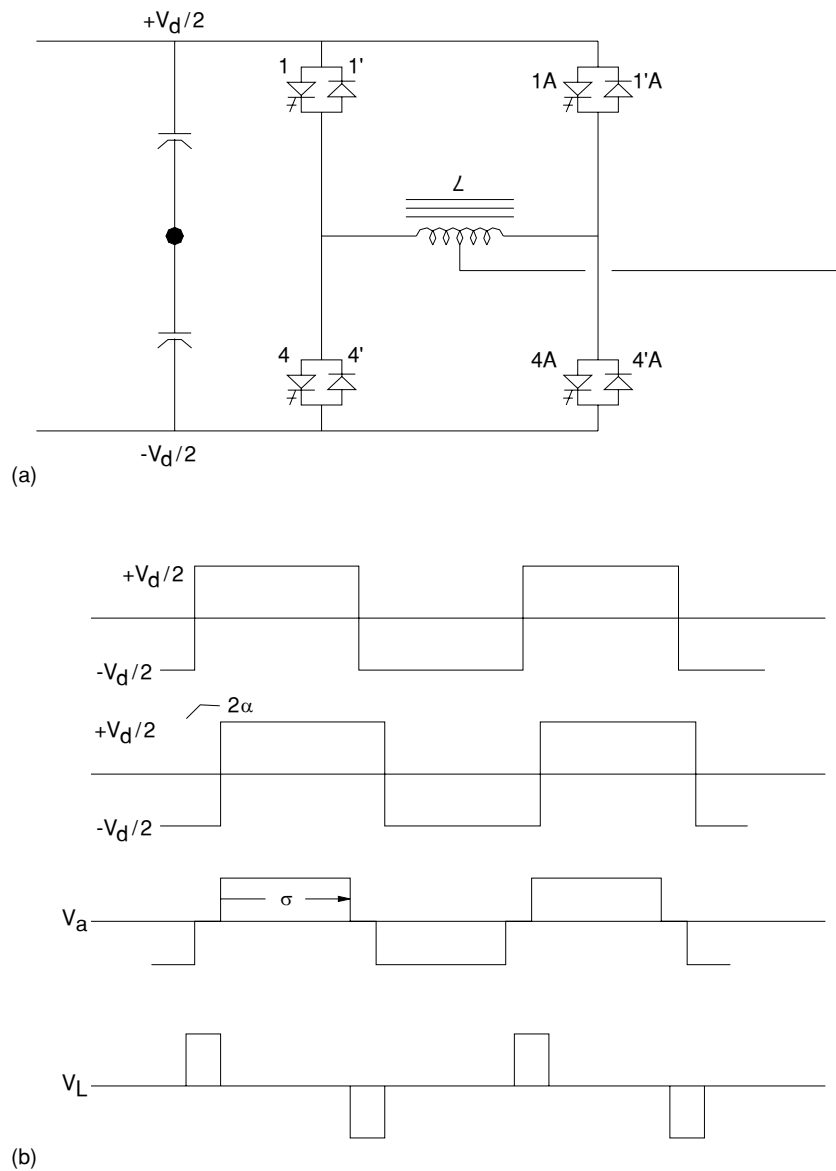 +Vd/2
1 1' 1A 1'A
L
4 4' 4A 4'A
-Vd/2
(a)
+Vd/2
-Vd/2
2α
+Vd/2
-Vd/2
σ
Va
VL
(b)